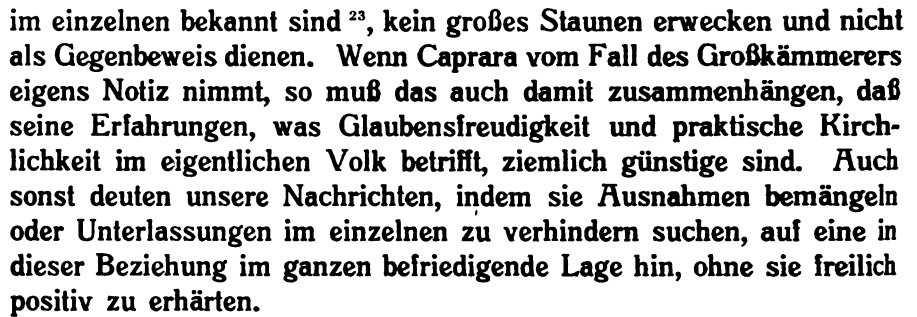 im einzelnen bekannt sind ²³, kein großes Staunen erwecken und nicht
als Gegenbeweis dienen. Wenn Caprara vom Fall des Großkämmerers
eigens Notiz nimmt, so muß das auch damit zusammenhängen, daß
seine Erfahrungen, was Glaubensfreudigkeit und praktische Kirch-
lichkeit im eigentlichen Volk betrifft, ziemlich günstige sind. Auch
sonst deuten unsere Nachrichten, indem sie Ausnahmen bemängeln
oder Unterlassungen im einzelnen zu verhindern suchen, auf eine in
dieser Beziehung im ganzen befriedigende Lage hin, ohne sie freilich
positiv zu erhärten.